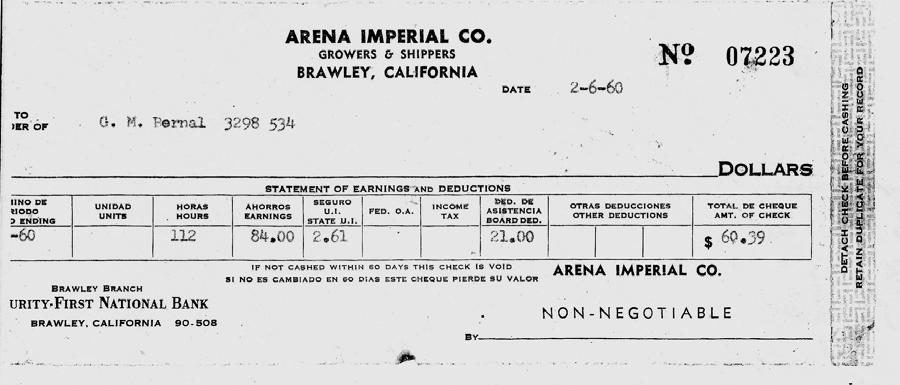 ARENA IMPERIAL CO.
GROWERS & SHIPPERS
BRAWLEY, CALIFORNIA
Nº 07223
DATE 2-6-60
TO
DER OF
G. M. Bernal 3298 534
DOLLARS
STATEMENT OF EARNINGS AND DEDUCTIONS
ENDING
UNIDAD UNITS
HORAS HOURS
AHORROS EARNINGS
SEGURO U.I. STATE U.I.
FED. O.A.
INCOME TAX
DED. DE ASISTENCIA BOARD DED.
OTRAS DEDUCCIONES OTHER DEDUCTIONS
TOTAL DE CHEQUE AMT. OF CHECK
-60 112 84.00 2.61 21.00 $ 60.39
IF NOT CASHED WITHIN 60 DAYS THIS CHECK IS VOID
SI NO ES CAMBIADO EN 60 DIAS ESTE CHEQUE PIERDE SU VALOR
ARENA IMPERIAL CO.
BRAWLEY BRANCH
URITY-FIRST NATIONAL BANK
BRAWLEY, CALIFORNIA 90-508
NON-NEGOTIABLE
BY
DETACH CHECK BEFORE CASHING
RETAIN DUPLICATE FOR YOUR RECORD